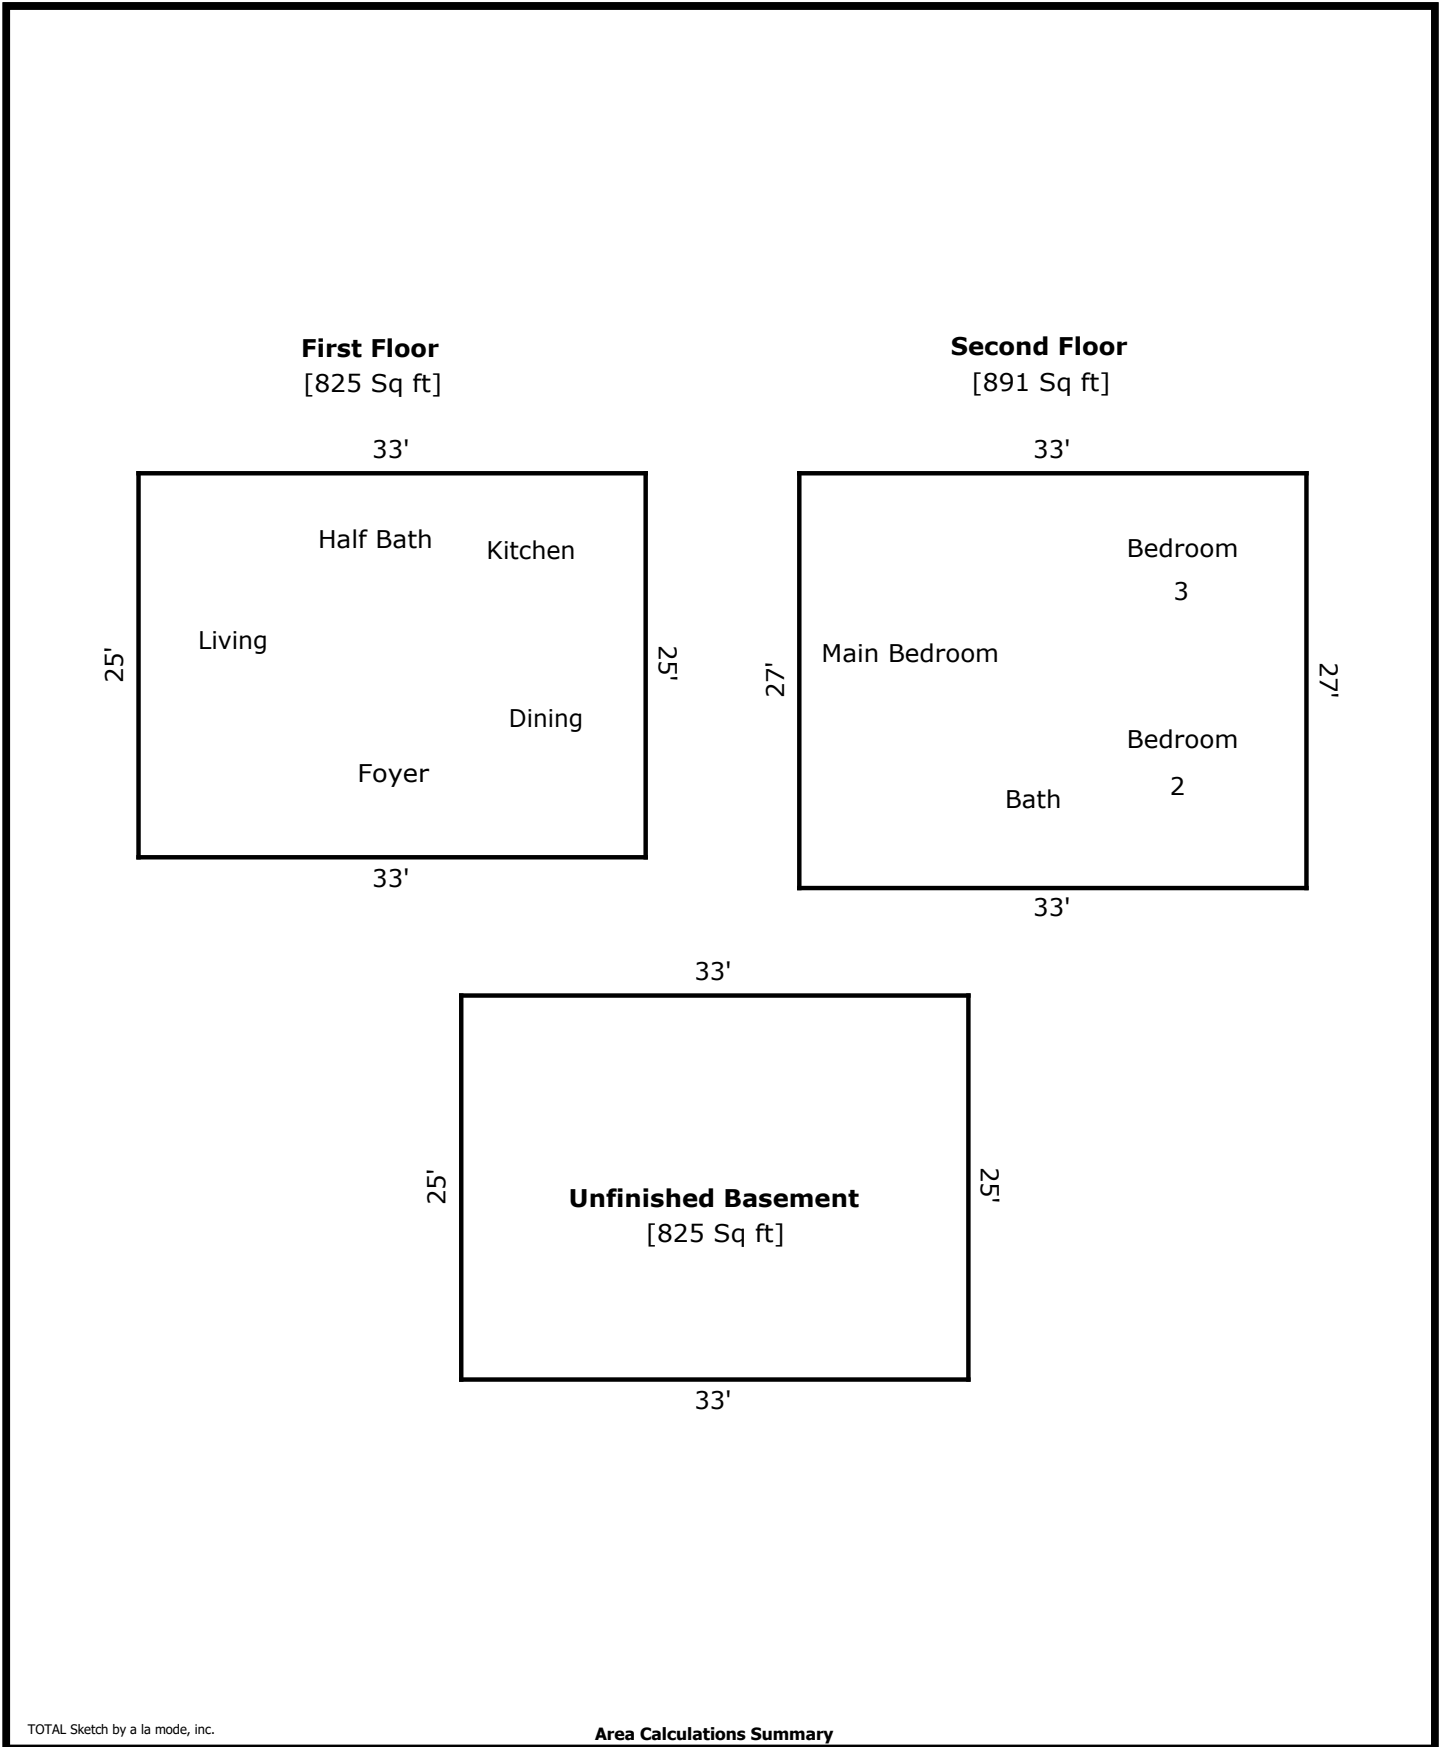 First Floor
[825 Sq ft]
33'
Half Bath
Kitchen
Living
25'
25'
Dining
Foyer
33'
Second Floor
[891 Sq ft]
33'
Bedroom
3
Main Bedroom
27'
27'
Bedroom
2
Bath
33'
33'
25'
25'
Unfinished Basement
[825 Sq ft]
33'
TOTAL Sketch by a la mode, inc.
Area Calculations Summary